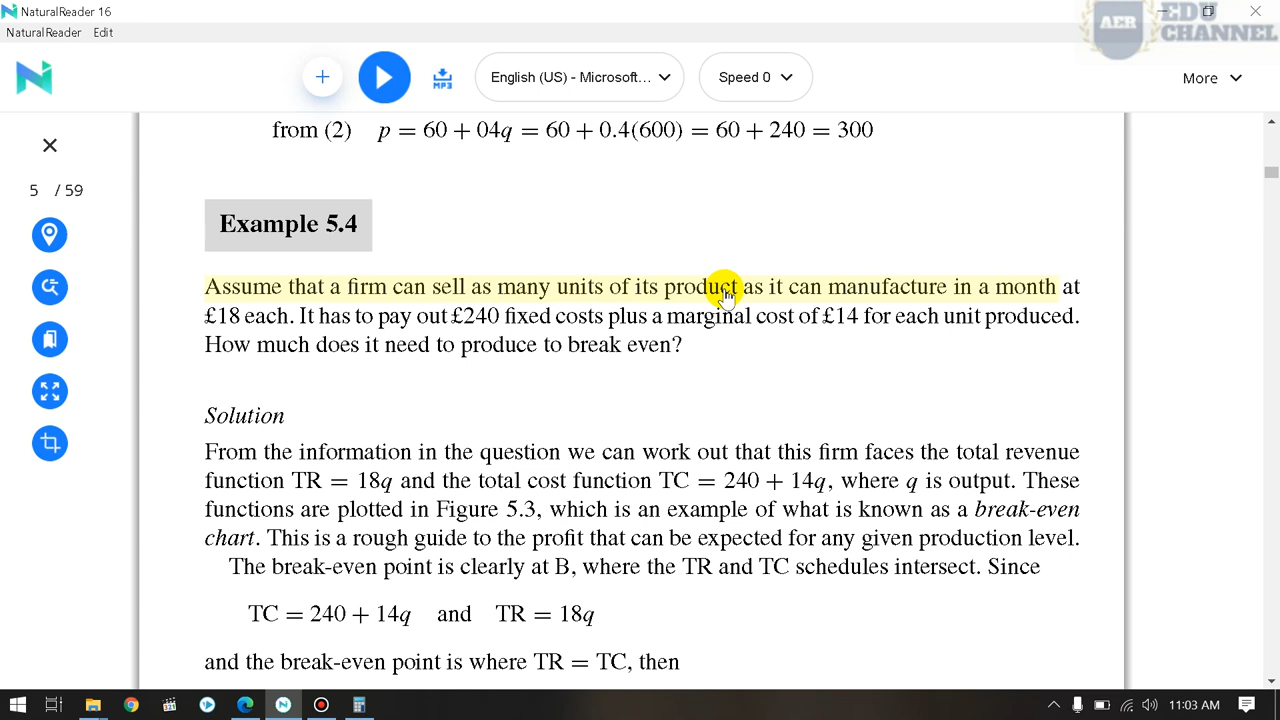 NaturalReader 16
NaturalReader Edit
AER EDU CHANNEL
MP3
English (US) - Microsoft...
Speed 0
More
5 / 59
from (2) p = 60 + 04q = 60 + 0.4(600) = 60 + 240 = 300
Example 5.4
Assume that a firm can sell as many units of its product as it can manufacture in a month at
£18 each. It has to pay out £240 fixed costs plus a marginal cost of £14 for each unit produced.
How much does it need to produce to break even?
Solution
From the information in the question we can work out that this firm faces the total revenue
function TR = 18q and the total cost function TC = 240 + 14q, where q is output. These
functions are plotted in Figure 5.3, which is an example of what is known as a break-even
chart. This is a rough guide to the profit that can be expected for any given production level.
The break-even point is clearly at B, where the TR and TC schedules intersect. Since
TC = 240 + 14q and TR = 18q
and the break-even point is where TR = TC, then
11:03 AM